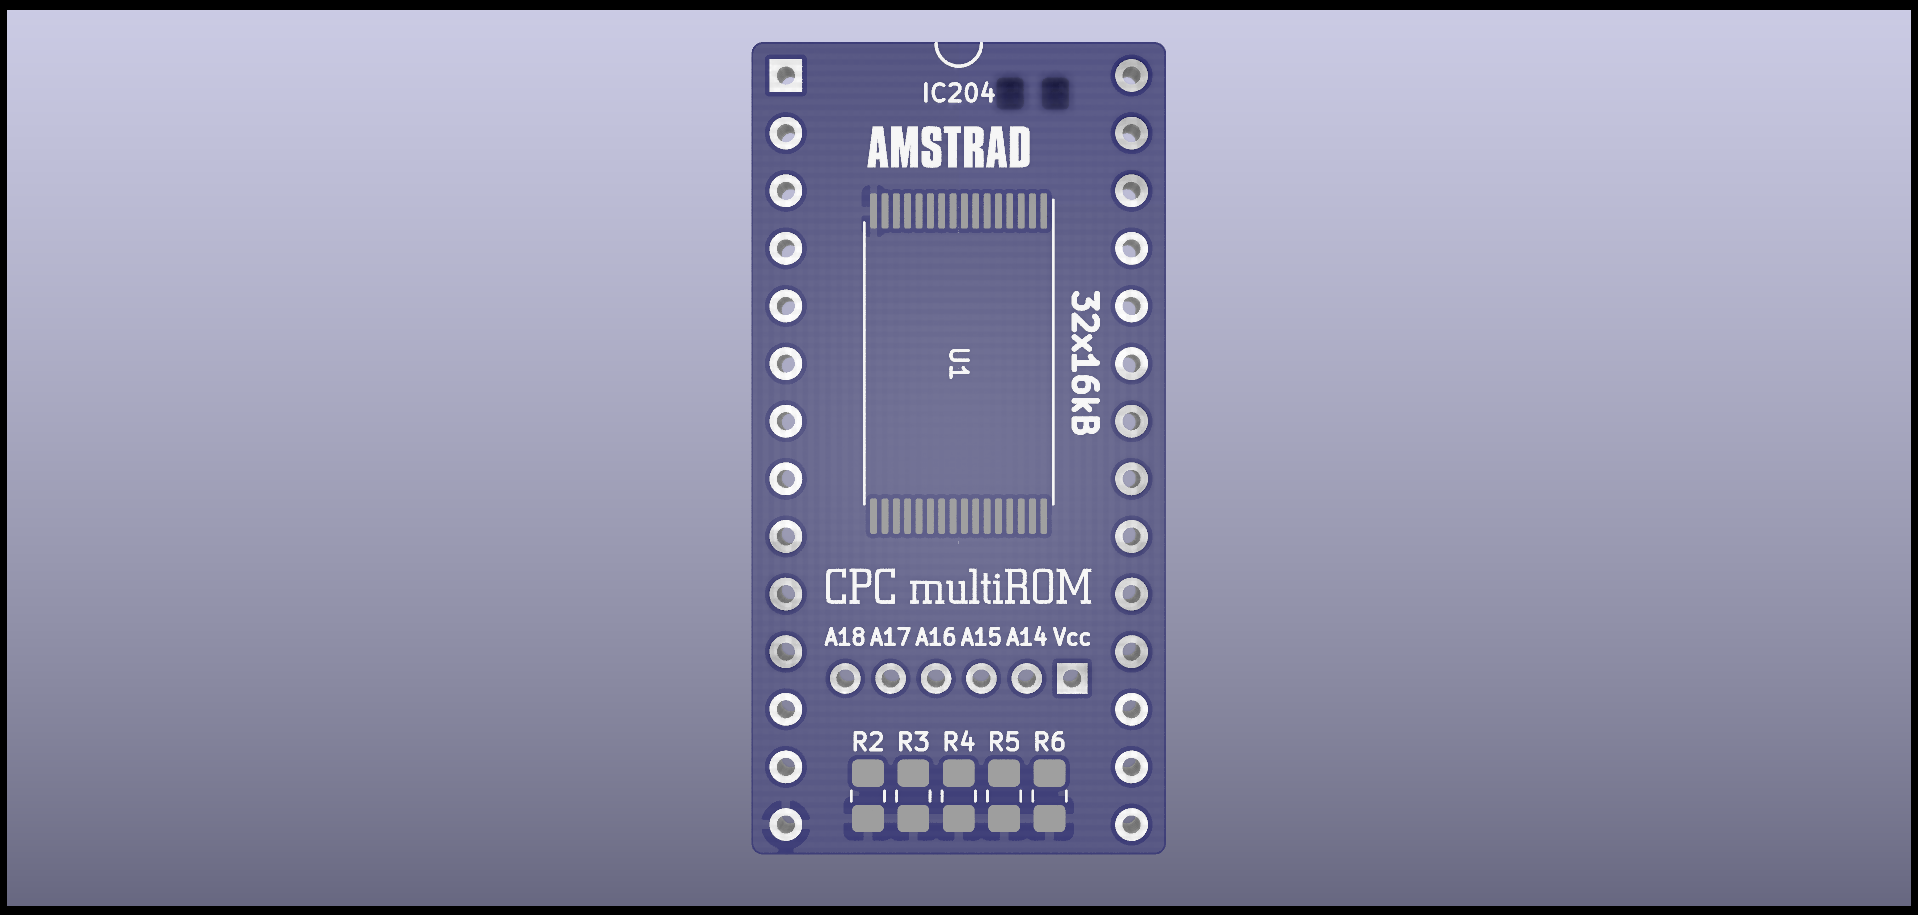 IC204
AMSTRAD
32x16kB
U1
CPC multiROM
A18 A17 A16 A15 A14 Vcc
R2 R3 R4 R5 R6